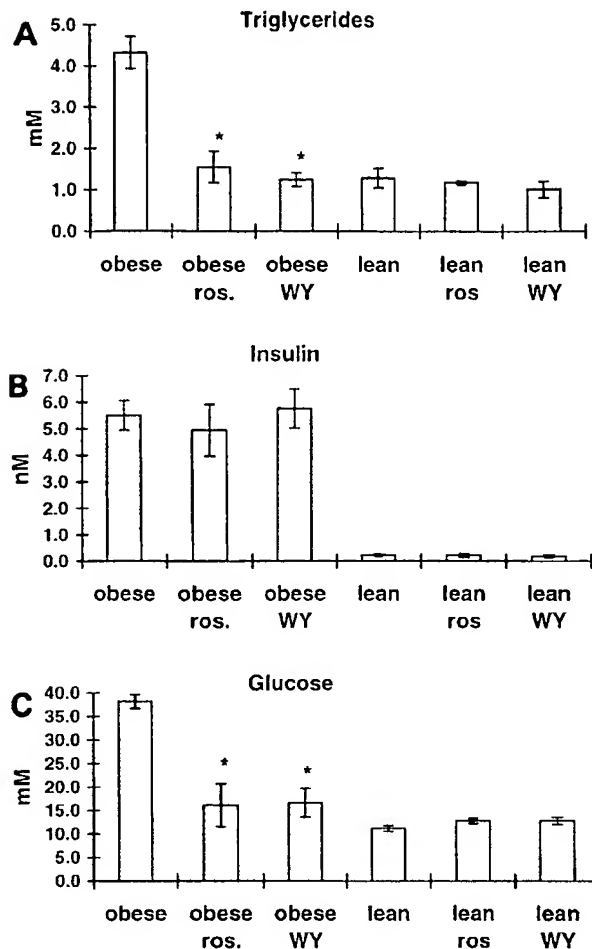 A
Triglycerides
5.0
4.0
3.0
2.0
1.0
0.0
mM
*
*
obese obese obese lean lean lean
ros. WY ros WY
B
Insulin
7.0
6.0
5.0
4.0
3.0
2.0
1.0
0.0
nM
obese obese obese lean lean lean
ros. WY ros WY
C
Glucose
40.0
35.0
30.0
25.0
20.0
15.0
10.0
5.0
0.0
mM
*
*
obese obese obese lean lean lean
ros. WY ros WY